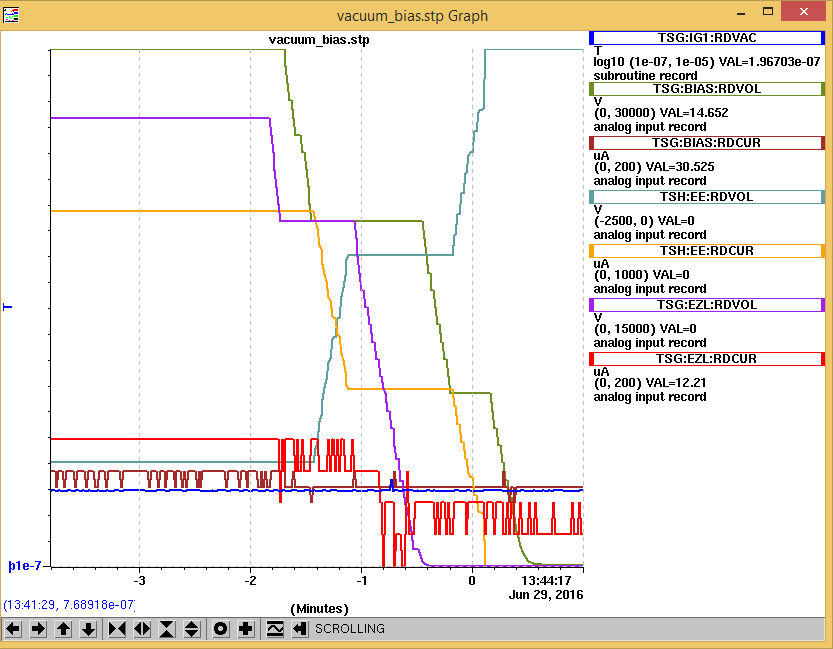 vacuum_bias.stp Graph
vacuum_bias.stp
TSG:IG1:RDVAC
T
log10 (1e-07, 1e-05) VAL=1.96703e-07
subroutine record
TSG:BIAS:RDVOL
V
(0, 30000) VAL=14.652
analog input record
TSG:BIAS:RDCUR
uA
(0, 200) VAL=30.525
analog input record
TSH:EE:RDVOL
V
(-2500, 0) VAL=0
analog input record
TSH:EE:RDCUR
uA
(0, 1000) VAL=0
analog input record
TSG:EZL:RDVOL
V
(0, 15000) VAL=0
analog input record
TSG:EZL:RDCUR
uA
(0, 200) VAL=12.21
analog input record
T
p1e-7
-3 -2 -1 0 13:44:17
Jun 29, 2016
(13:41:29, 7.68918e-07)
(Minutes)
SCROLLING